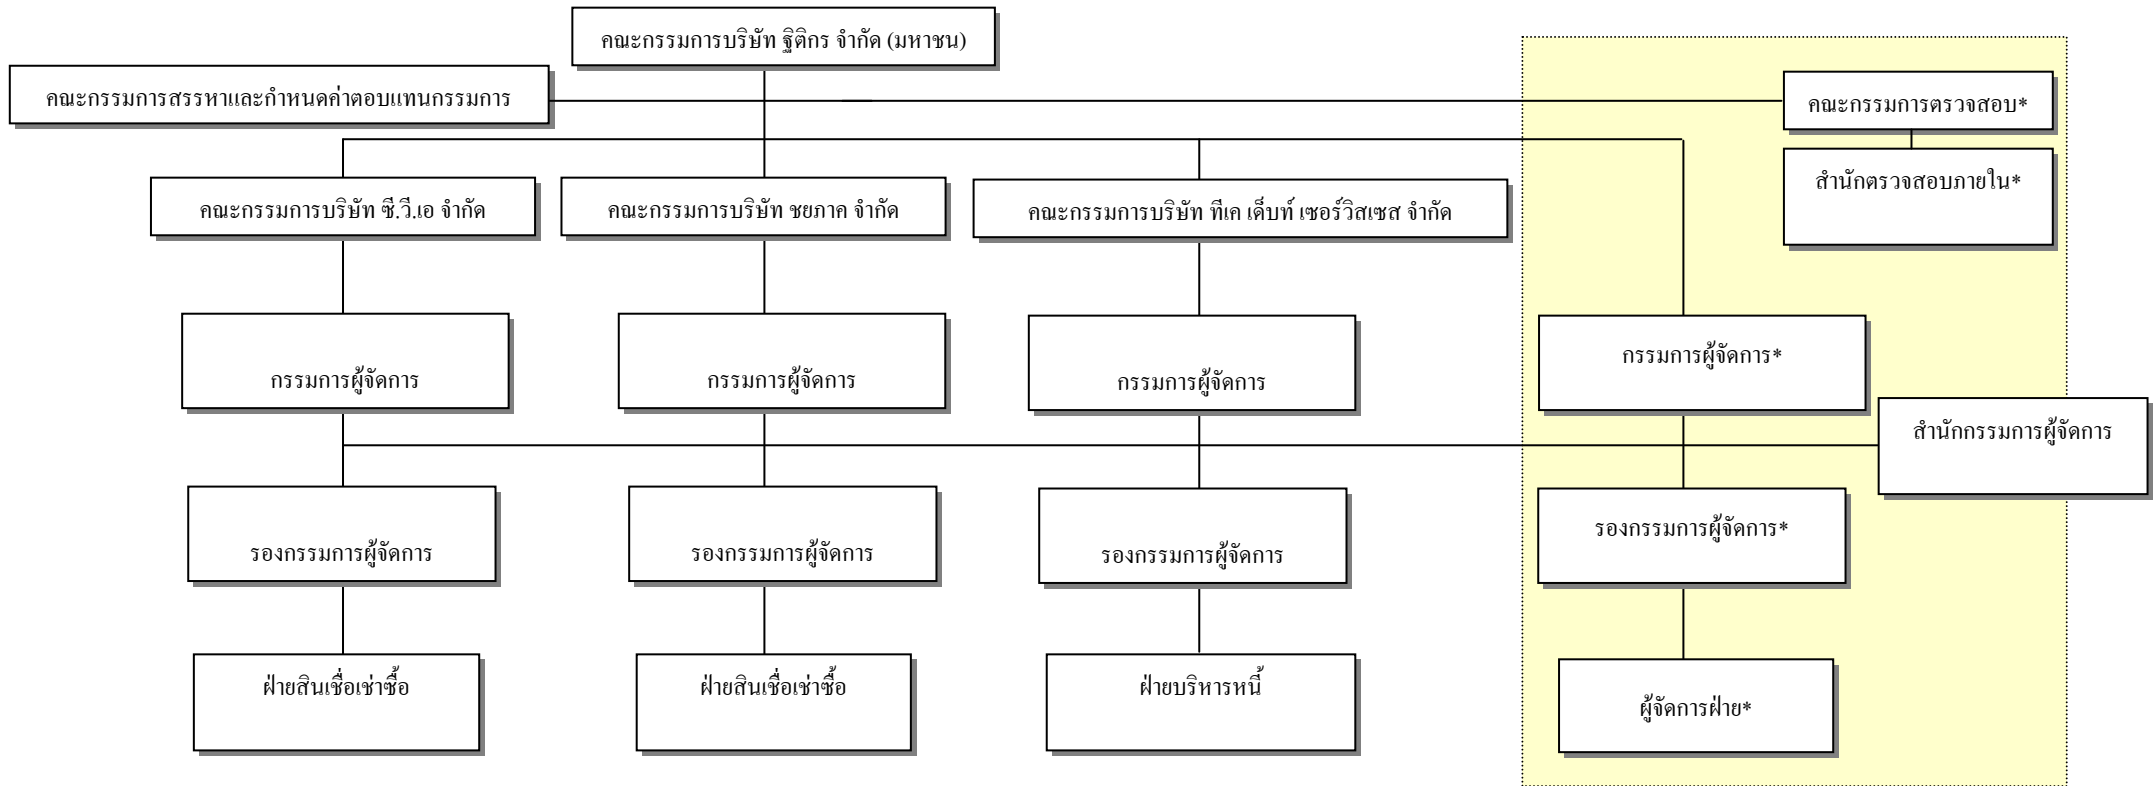 คณะกรรมการบริษัท ฐิติกร จำกัด (มหาชน)
คณะกรรมการสรรหาและกำหนดค่าตอบแทนกรรมการ
คณะกรรมการตรวจสอบ*
สำนักตรวจสอบภายใน*
คณะกรรมการบริษัท ซี.วี.เอ จำกัด
คณะกรรมการบริษัท ชยภาค จำกัด
คณะกรรมการบริษัท ทีเค เด็บท์ เซอร์วิสเซส จำกัด
กรรมการผู้จัดการ
กรรมการผู้จัดการ
กรรมการผู้จัดการ
กรรมการผู้จัดการ*
สำนักกรรมการผู้จัดการ
รองกรรมการผู้จัดการ
รองกรรมการผู้จัดการ
รองกรรมการผู้จัดการ
รองกรรมการผู้จัดการ*
ฝ่ายสินเชื่อเช่าซื้อ
ฝ่ายสินเชื่อเช่าซื้อ
ฝ่ายบริหารหนี้
ผู้จัดการฝ่าย*